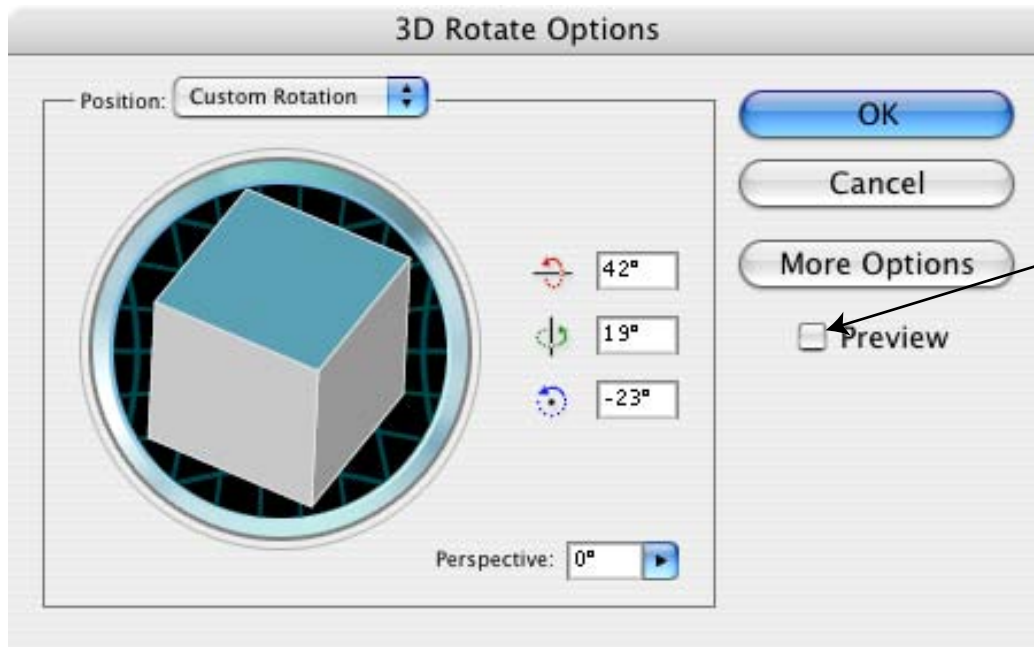 3D Rotate Options
Position: Custom Rotation
OK
Cancel
More Options
Preview
42°
19°
-23°
Perspective: 0°